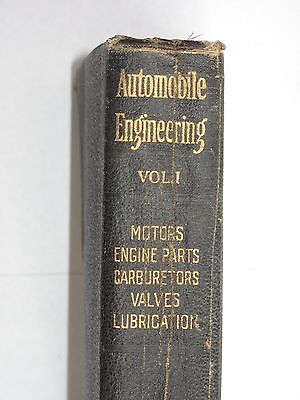 Automobile
Engineering
VOL. I
MOTORS
ENGINE PARTS
CARBURETORS
VALVES
LUBRICATION